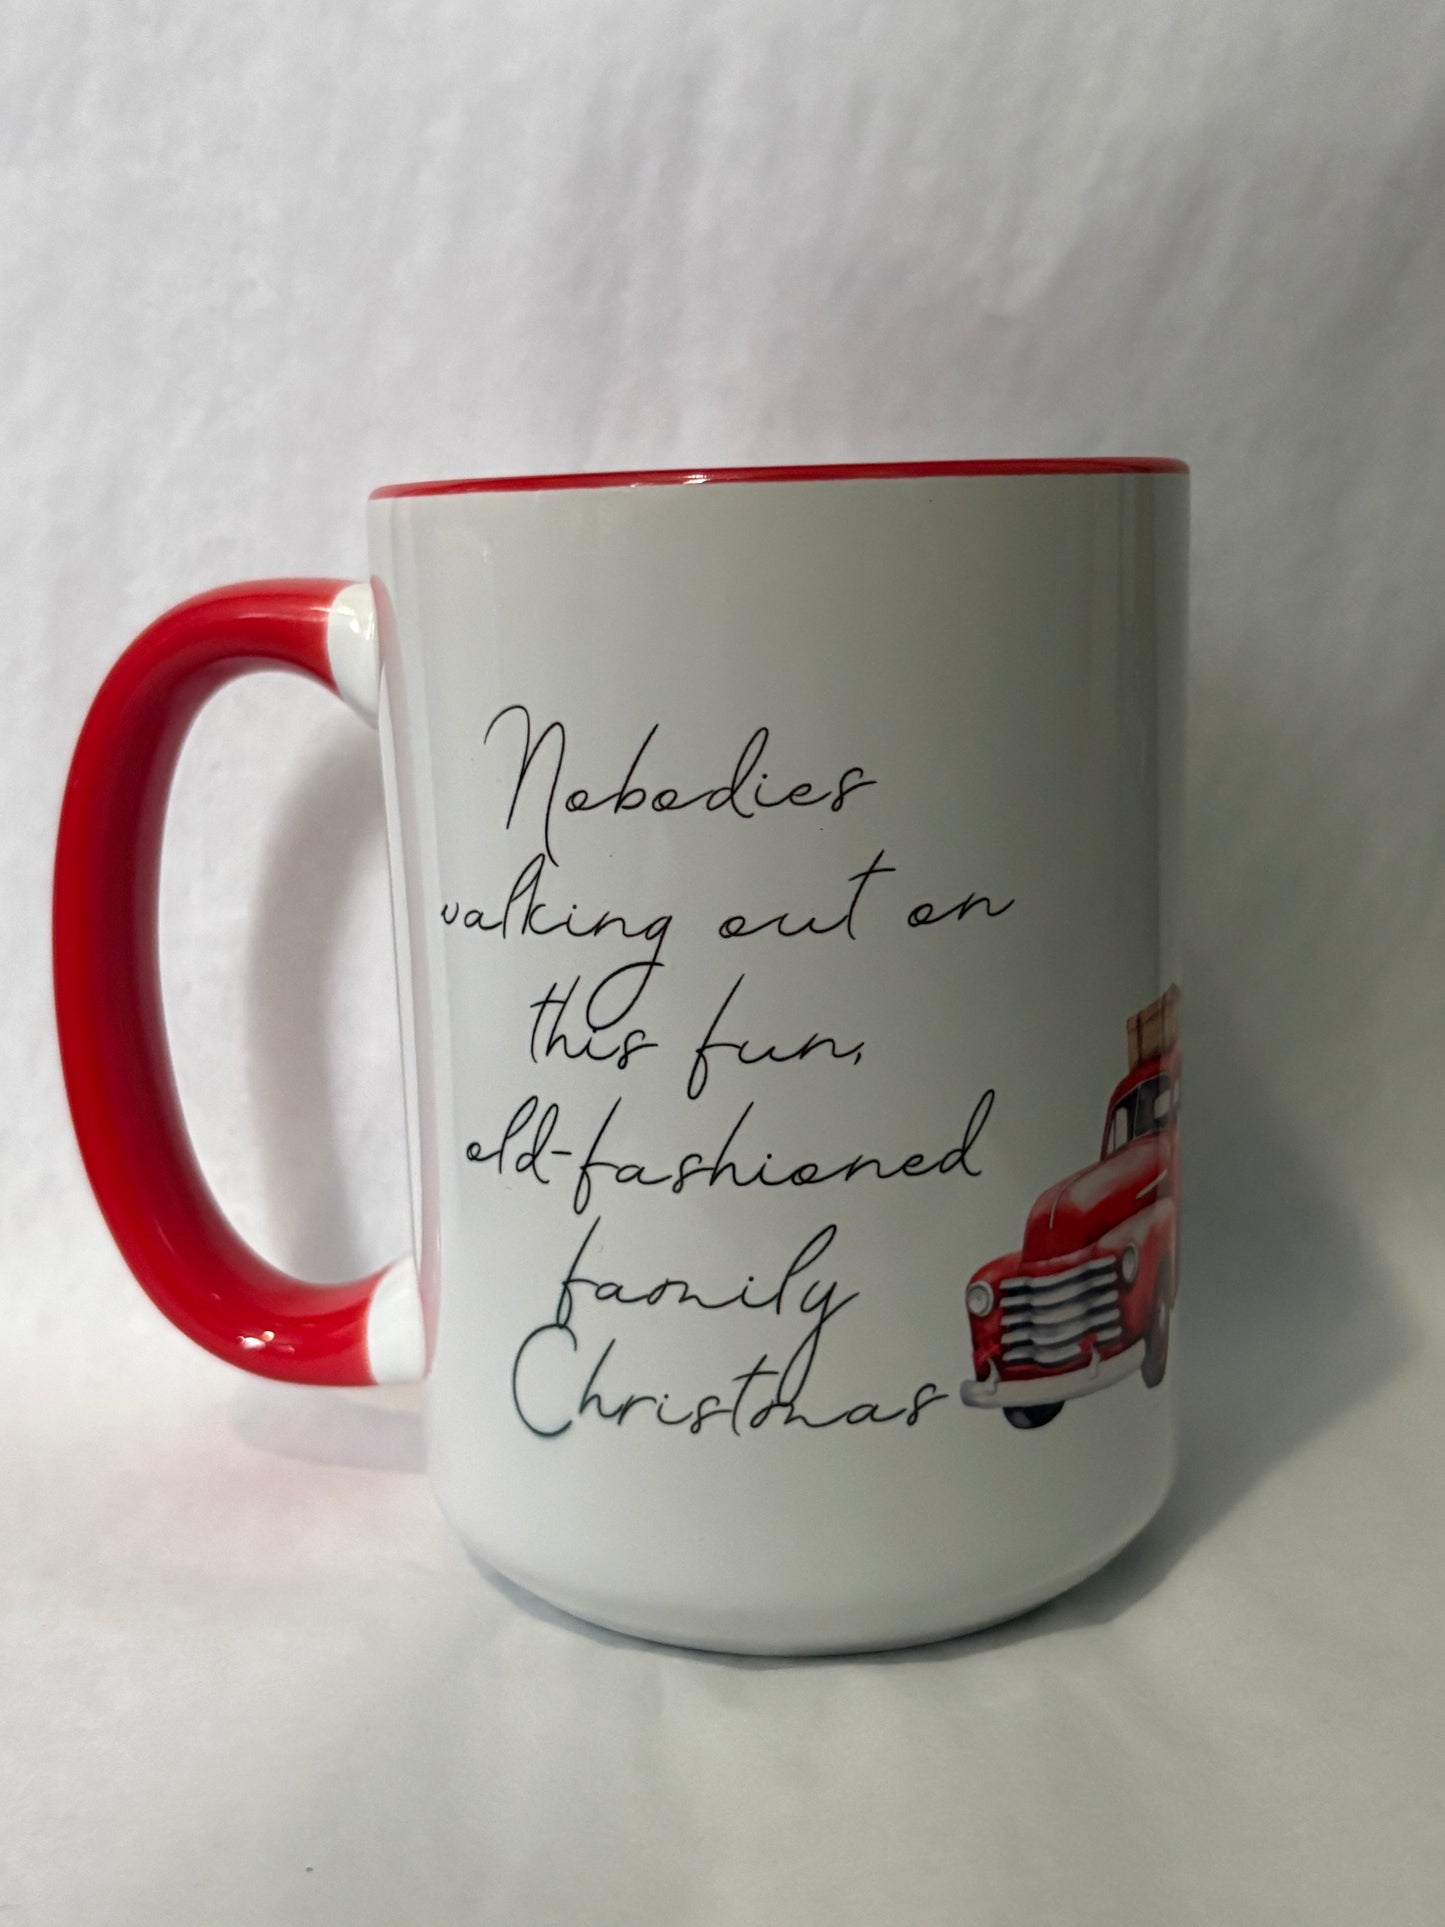 Nobodies
walking out on
this fun,
old-fashioned
family
Christmas